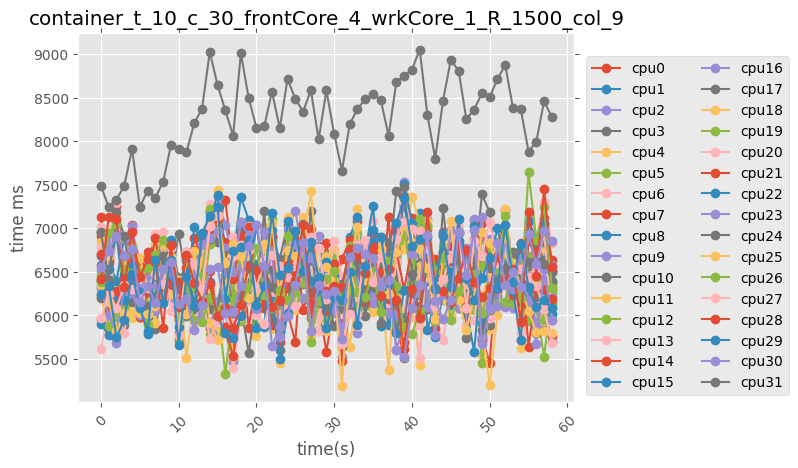 container_t_10_c_30_frontCore_4_wrkCore_1_R_1500_col_9
time ms
9000
8500
8000
7500
7000
6500
6000
5500
0
10
20
30
40
50
60
time(s)
cpu0
cpu1
cpu2
cpu3
cpu4
cpu5
cpu6
cpu7
cpu8
cpu9
cpu10
cpu11
cpu12
cpu13
cpu14
cpu15
cpu16
cpu17
cpu18
cpu19
cpu20
cpu21
cpu22
cpu23
cpu24
cpu25
cpu26
cpu27
cpu28
cpu29
cpu30
cpu31